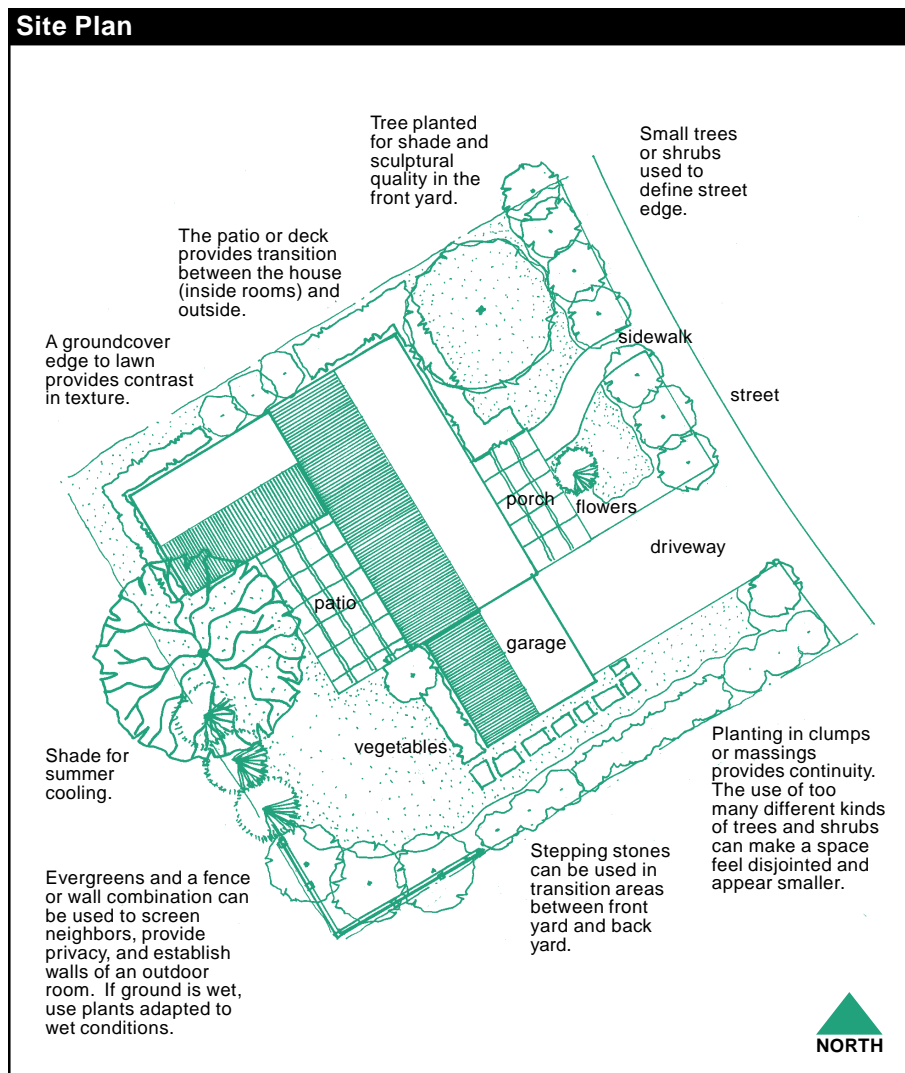 Site Plan
Tree planted
for shade and
sculptural
quality in the
front yard.
Small trees
or shrubs
used to
define street
edge.
The patio or deck
provides transition
between the house
(inside rooms) and
outside.
A groundcover
edge to lawn
provides contrast
in texture.
sidewalk
street
porch
flowers
driveway
patio
garage
vegetables
Shade for
summer
cooling.
Planting in clumps
or massings
provides continuity.
The use of too
many different kinds
of trees and shrubs
can make a space
feel disjointed and
appear smaller.
Stepping stones
can be used in
transition areas
between front
yard and back
yard.
Evergreens and a fence
or wall combination can
be used to screen
neighbors, provide
privacy, and establish
walls of an outdoor
room.  If ground is wet,
use plants adapted to
wet conditions.
NORTH